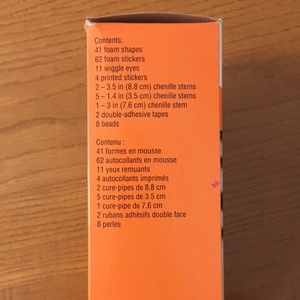 Contents:
41 foam shapes
62 foam stickers
11 wiggle eyes
4 printed stickers
2 – 3.5 in (8.8 cm) chenille stems
5 – 1.4 in (3.5 cm) chenille stems
1 – 3 in (7.6 cm) chenille stem
2 double-adhesive tapes
8 beads
Contenu :
41 formes en mousse
62 autocollants en mousse
11 yeux remuants
4 autocollants imprimés
2 cure-pipes de 8.8 cm
5 cure-pipes de 3.5 cm
1 cure-pipe de 7.6 cm
2 rubans adhésifs double face
8 perles